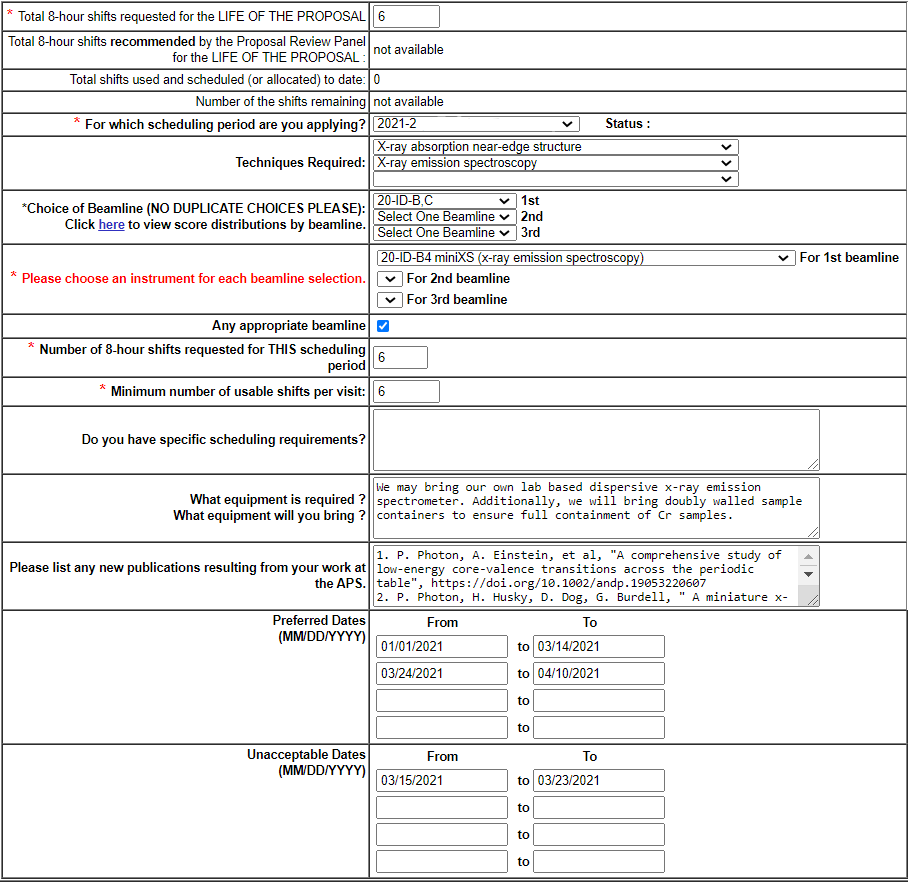 * Total 8-hour shifts requested for the LIFE OF THE PROPOSAL 6
Total 8-hour shifts recommended by the Proposal Review Panel
for the LIFE OF THE PROPOSAL : not available
Total shifts used and scheduled (or allocated) to date: 0
Number of the shifts remaining not available
* For which scheduling period are you applying? 2021-2 Status :
Techniques Required: X-ray absorption near-edge structure
X-ray emission spectroscopy
*Choice of Beamline (NO DUPLICATE CHOICES PLEASE): 20-ID-B,C 1st
Click here to view score distributions by beamline. Select One Beamline 2nd
Select One Beamline 3rd
* Please choose an instrument for each beamline selection. 20-ID-B4 miniXS (x-ray emission spectroscopy) For 1st beamline
For 2nd beamline
For 3rd beamline
Any appropriate beamline
* Number of 8-hour shifts requested for THIS scheduling
period 6
* Minimum number of usable shifts per visit: 6
Do you have specific scheduling requirements?
What equipment is required ?
What equipment will you bring ?
We may bring our own lab based dispersive x-ray emission
spectrometer. Additionally, we will bring doubly walled sample
containers to ensure full containment of Cr samples.
Please list any new publications resulting from your work at
the APS.
1. P. Photon, A. Einstein, et al, "A comprehensive study of
low-energy core-valence transitions across the periodic
table", https://doi.org/10.1002/andp.19053220607
2. P. Photon, H. Husky, D. Dog, G. Burdell, " A miniature x-
Preferred Dates
(MM/DD/YYYY)
From To
01/01/2021 to 03/14/2021
03/24/2021 to 04/10/2021
to
to
Unacceptable Dates
(MM/DD/YYYY)
From To
03/15/2021 to 03/23/2021
to
to
to